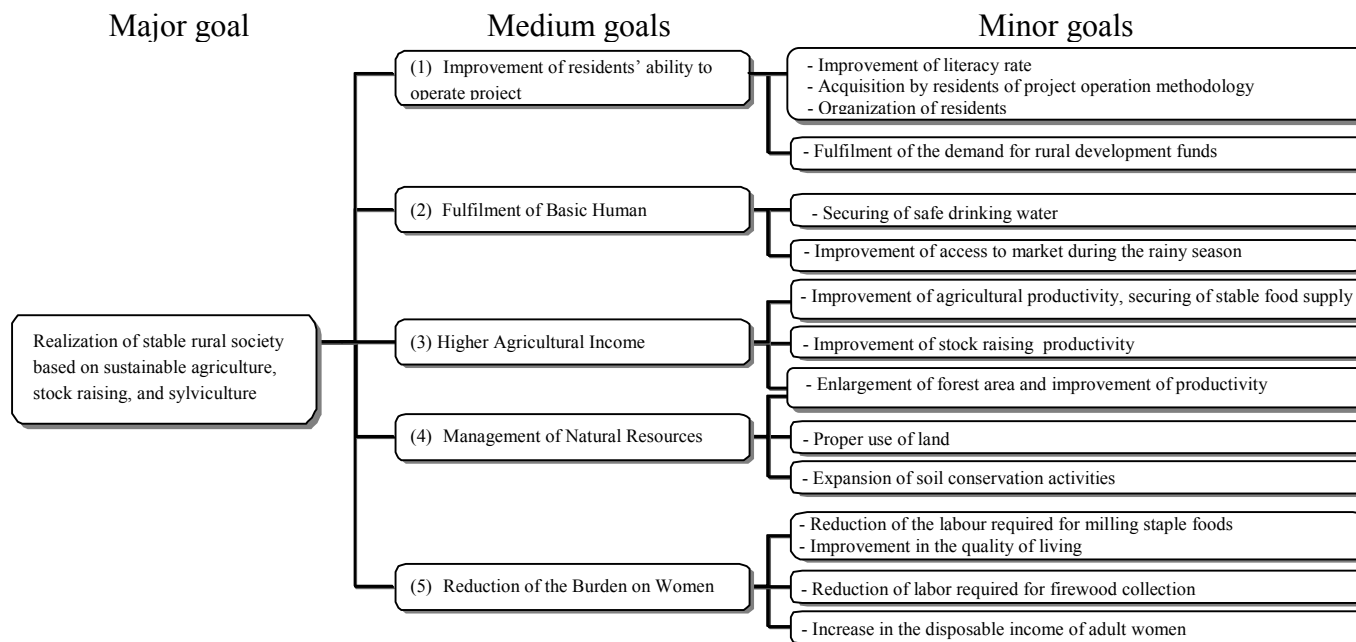 Major goal
Medium goals
Minor goals
(1) Improvement of residents’ ability to
operate project
- Improvement of literacy rate
- Acquisition by residents of project operation methodology
- Organization of residents
- Fulfilment of the demand for rural development funds
(2) Fulfilment of Basic Human
- Securing of safe drinking water
- Improvement of access to market during the rainy season
Realization of stable rural society
based on sustainable agriculture,
stock raising, and sylviculture
(3) Higher Agricultural Income
- Improvement of agricultural productivity, securing of stable food supply
- Improvement of stock raising productivity
- Enlargement of forest area and improvement of productivity
(4) Management of Natural Resources
- Proper use of land
- Expansion of soil conservation activities
(5) Reduction of the Burden on Women
- Reduction of the labour required for milling staple foods
- Improvement in the quality of living
- Reduction of labor required for firewood collection
- Increase in the disposable income of adult women